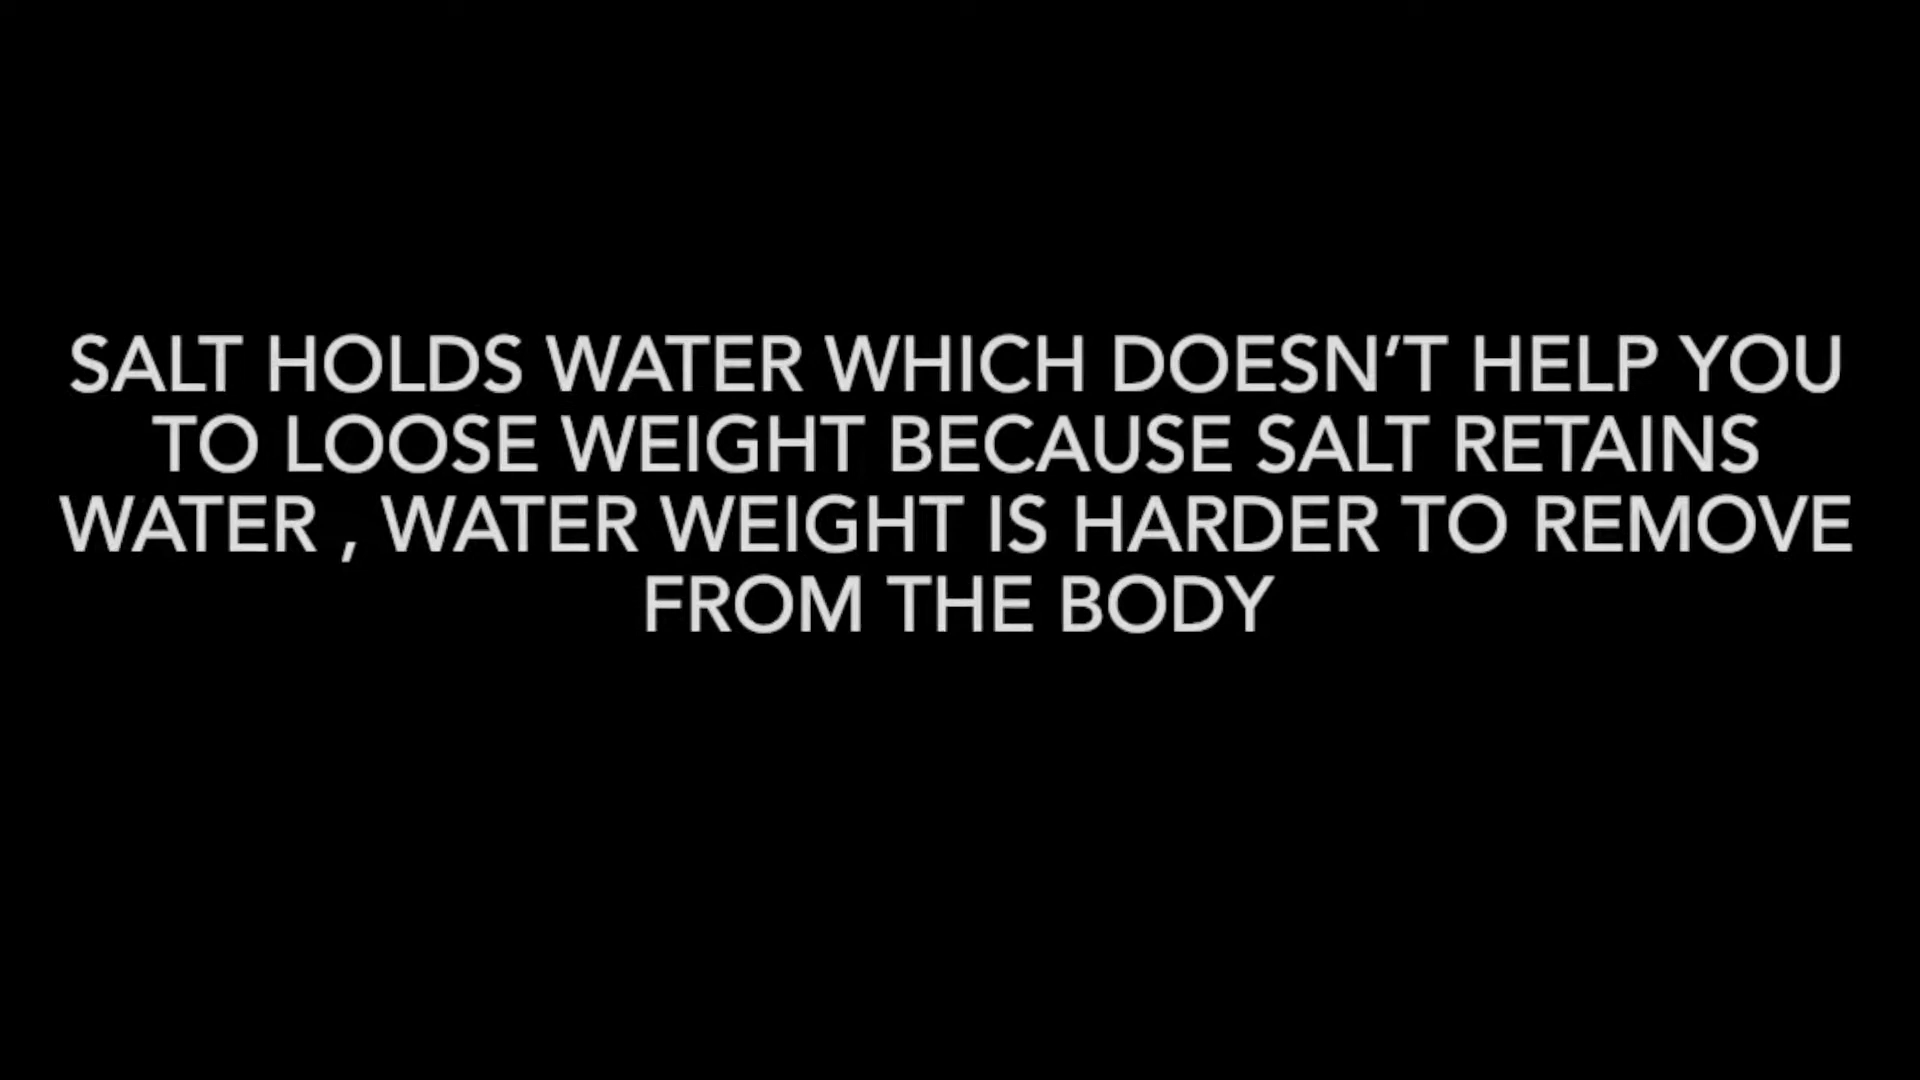 SALT HOLDS WATER WHICH DOESN’T HELP YOU
TO LOOSE WEIGHT BECAUSE SALT RETAINS
WATER , WATER WEIGHT IS HARDER TO REMOVE
FROM THE BODY